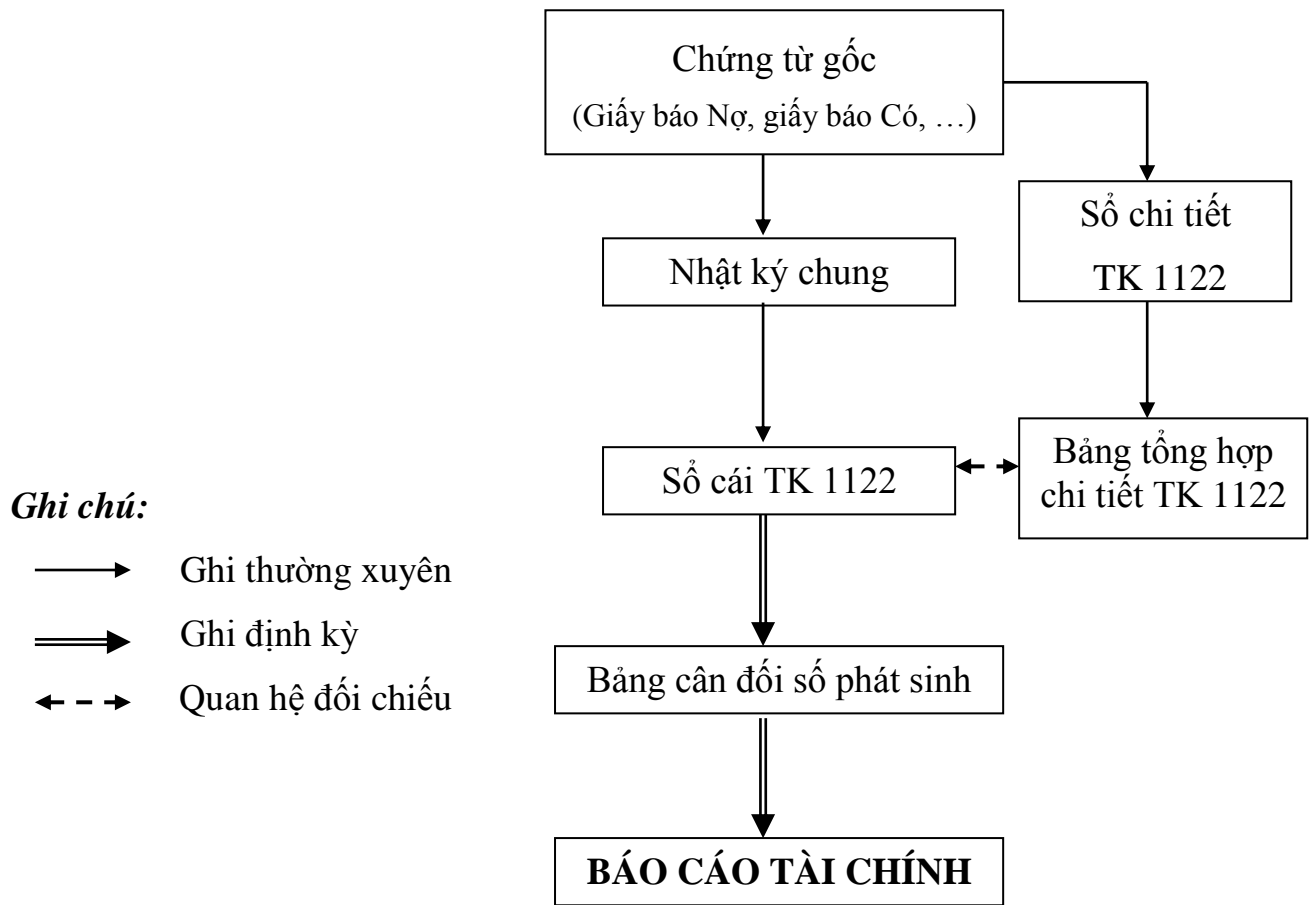 Chứng từ gốc
(Giấy báo Nợ, giấy báo Có, …)
Sổ chi tiết
TK 1122
Nhật ký chung
Sổ cái TK 1122
Bảng tổng hợp
chi tiết TK 1122
Ghi chú:
Ghi thường xuyên
Ghi định kỳ
Quan hệ đối chiếu
Bảng cân đối số phát sinh
BÁO CÁO TÀI CHÍNH